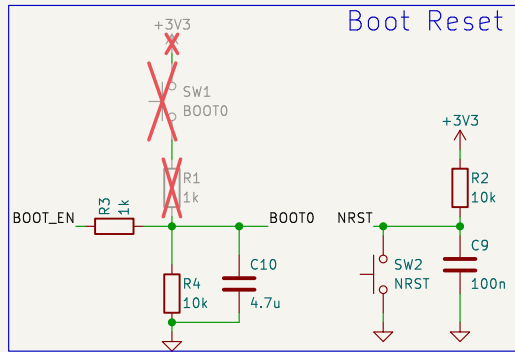 Boot Reset
+3V3
SW1
BOOT0
+3V3
R1
1k
R2
10k
R3
1k
BOOT_EN
BOOT0
NRST
R4
10k
C10
4.7u
SW2
NRST
C9
100n